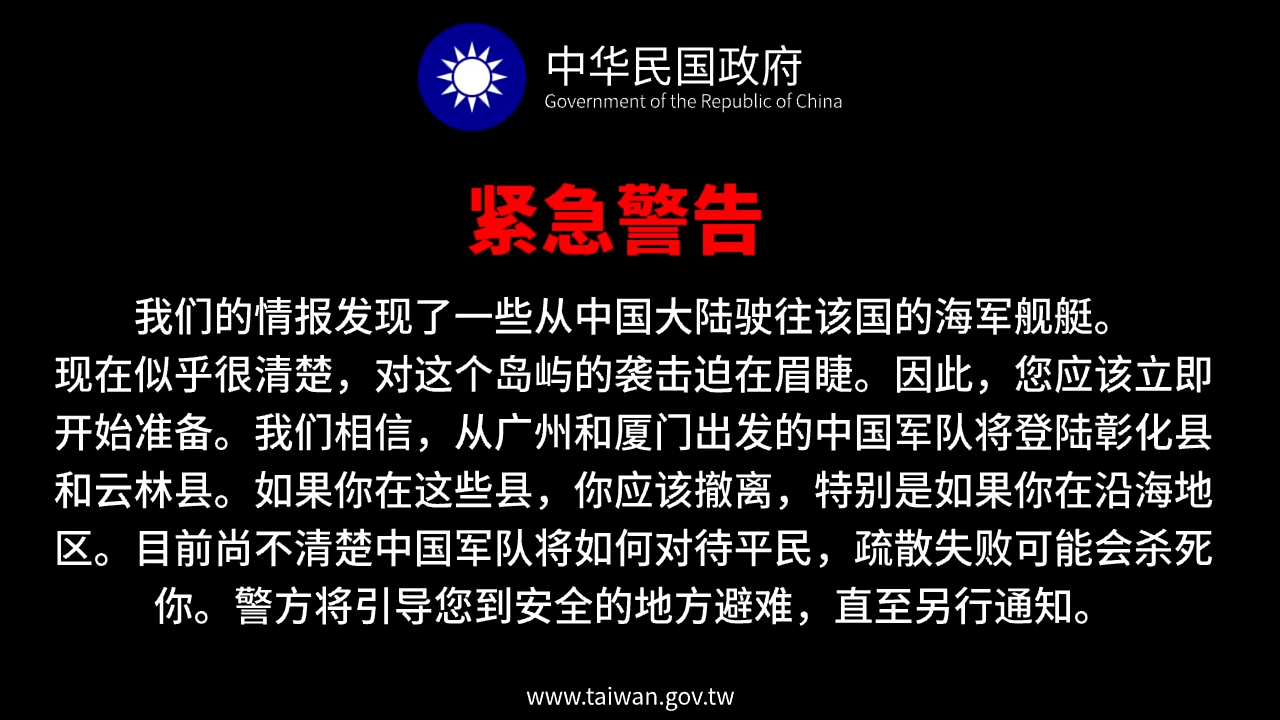 中华民国政府
Government of the Republic of China
紧急警告
我们的情报发现了一些从中国大陆驶往该国的海军舰艇。
现在似乎很清楚，对这个岛屿的袭击迫在眉睫。因此，您应该立即
开始准备。我们相信，从广州和厦门出发的中国军队将登陆彰化县
和云林县。如果你在这些县，你应该撤离，特别是如果你在沿海地
区。目前尚不清楚中国军队将如何对待平民，疏散失败可能会杀死
你。警方将引导您到安全的地方避难，直至另行通知。
www.taiwan.gov.tw